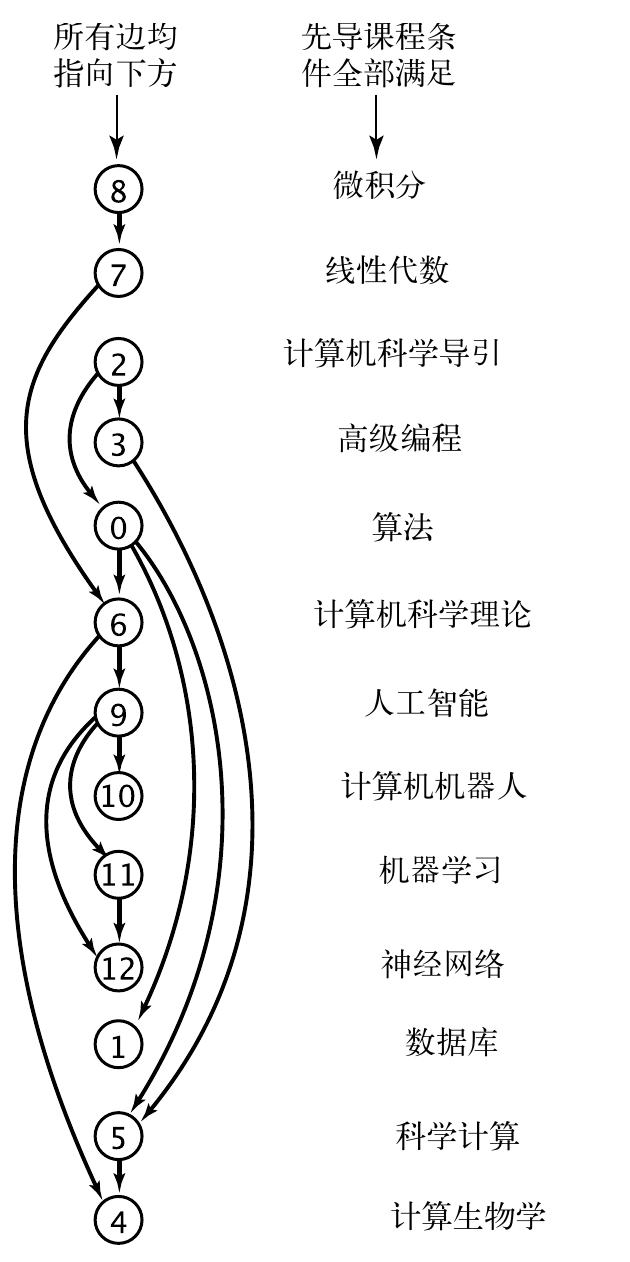 所有边均
指向下方
先导课程条
件全部满足
8 微积分
7 线性代数
2 计算机科学导引
3 高级编程
0 算法
6 计算机科学理论
9 人工智能
10 计算机机器人
11 机器学习
12 神经网络
1 数据库
5 科学计算
4 计算生物学